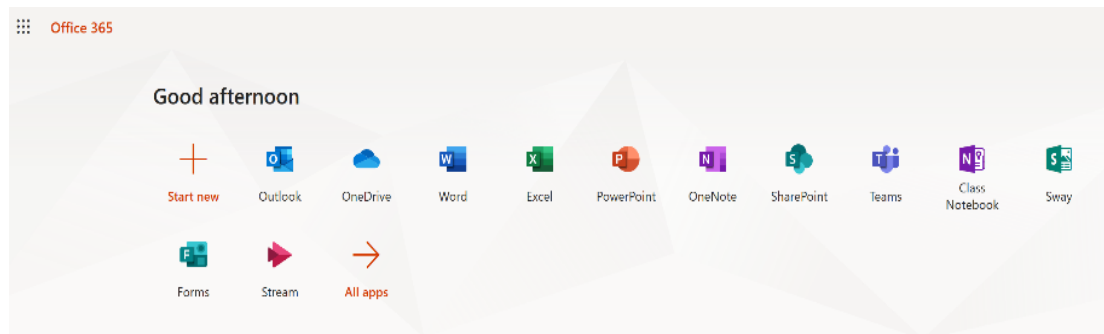 Office 365
Good afternoon
Start new
Outlook
OneDrive
Word
Excel
PowerPoint
OneNote
SharePoint
Teams
Class
Notebook
Sway
Forms
Stream
All apps